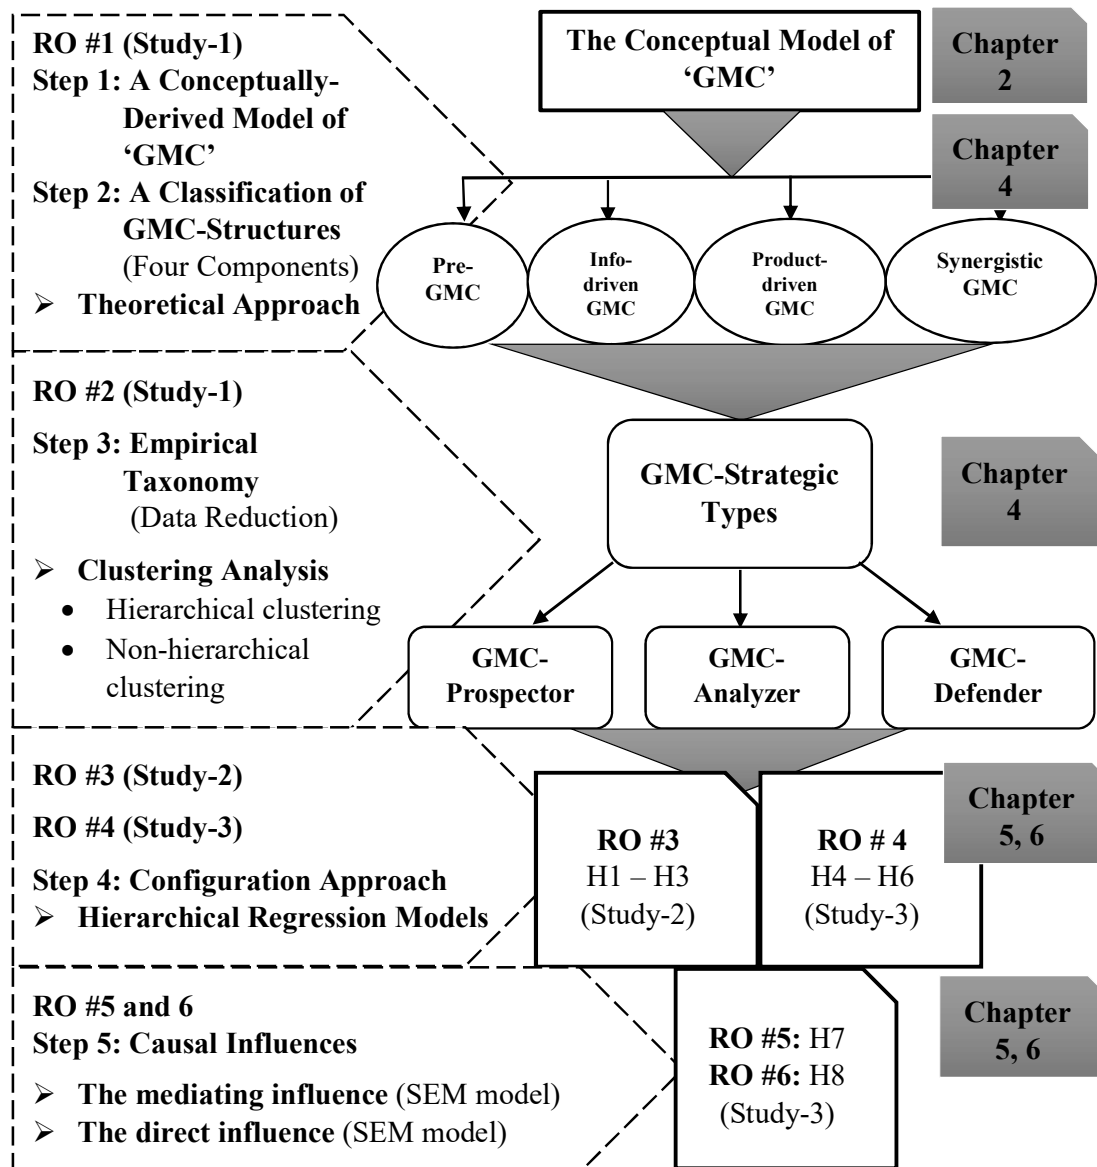 RO #1 (Study-1)
Step 1: A Conceptually-
Derived Model of
‘GMC’
Step 2: A Classification of
GMC-Structures
(Four Components)
➢ Theoretical Approach
The Conceptual Model of
‘GMC’
Chapter
2
Chapter
4
Pre-
GMC
Info-
driven
GMC
Product-
driven
GMC
Synergistic
GMC
RO #2 (Study-1)
Step 3: Empirical
Taxonomy
(Data Reduction)
➢ Clustering Analysis
• Hierarchical clustering
• Non-hierarchical
clustering
GMC-Strategic
Types
Chapter
4
GMC-
Prospector
GMC-
Analyzer
GMC-
Defender
RO #3 (Study-2)
RO #4 (Study-3)
Step 4: Configuration Approach
➢ Hierarchical Regression Models
RO #3
H1 – H3
(Study-2)
RO # 4
H4 – H6
(Study-3)
Chapter
5, 6
RO #5 and 6
Step 5: Causal Influences
➢ The mediating influence (SEM model)
➢ The direct influence (SEM model)
RO #5: H7
RO #6: H8
(Study-3)
Chapter
5, 6